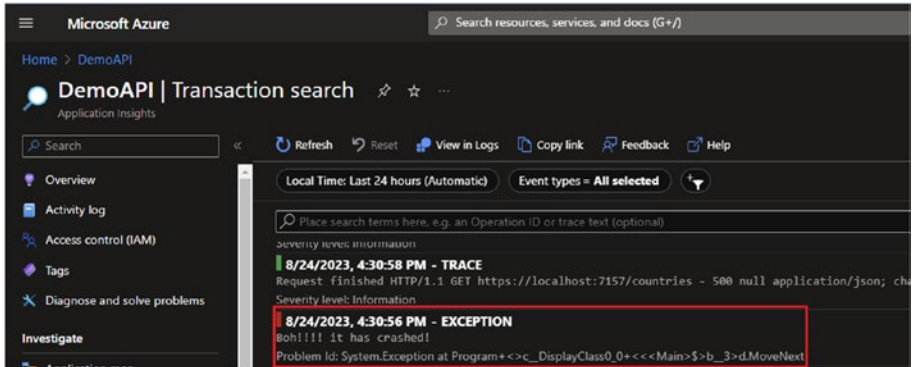 Microsoft Azure
Search resources, services, and docs (G+/)
Home > DemoAPI
DemoAPI | Transaction search
Application Insights
Search
Refresh Reset View in Logs Copy link Feedback Help
Overview
Local Time: Last 24 hours (Automatic) Event types = All selected
Activity log
Place search terms here, e.g. an Operation ID or trace text (optional)
Access control (IAM)
Severity level: Information
8/24/2023, 4:30:58 PM - TRACE
Tags
Request finished HTTP/1.1 GET https://localhost:7157/countries - 500 null application/json; cha
Diagnose and solve problems
Severity level: Information
8/24/2023, 4:30:56 PM - EXCEPTION
Investigate
Boh!!!! it has crashed!
Problem Id: System.Exception at Program+<>c__DisplayClass0_0+<<<Main>$>b__3>d.MoveNext
Application map